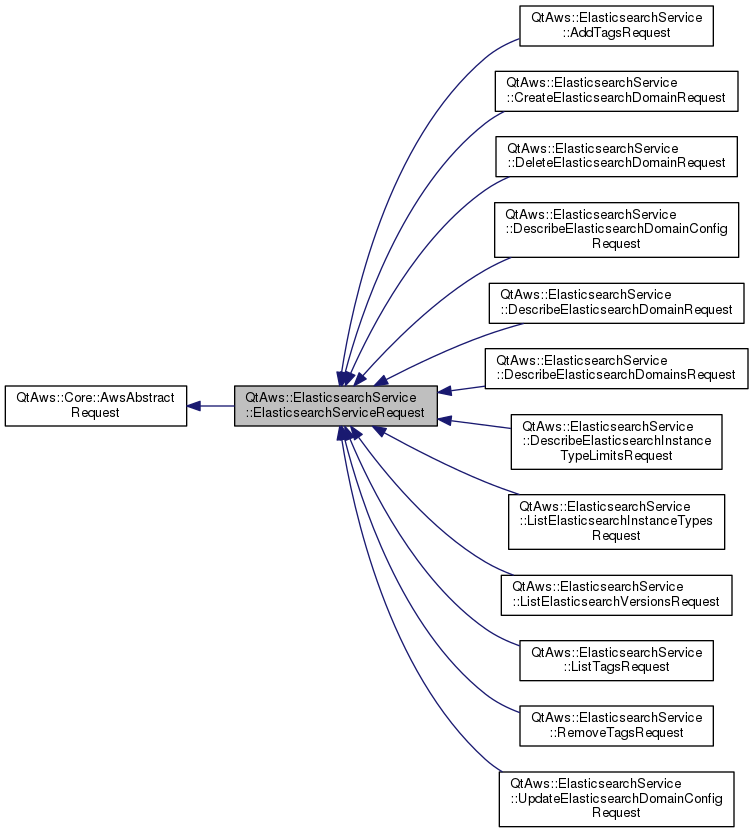 QtAws::ElasticsearchService
::AddTagsRequest
QtAws::ElasticsearchService
::CreateElasticsearchDomainRequest
QtAws::ElasticsearchService
::DeleteElasticsearchDomainRequest
QtAws::ElasticsearchService
::DescribeElasticsearchDomainConfig
Request
QtAws::ElasticsearchService
::DescribeElasticsearchDomainRequest
QtAws::ElasticsearchService
::DescribeElasticsearchDomainsRequest
QtAws::Core::AwsAbstract
Request
QtAws::ElasticsearchService
::ElasticsearchServiceRequest
QtAws::ElasticsearchService
::DescribeElasticsearchInstance
TypeLimitsRequest
QtAws::ElasticsearchService
::ListElasticsearchInstanceTypes
Request
QtAws::ElasticsearchService
::ListElasticsearchVersionsRequest
QtAws::ElasticsearchService
::ListTagsRequest
QtAws::ElasticsearchService
::RemoveTagsRequest
QtAws::ElasticsearchService
::UpdateElasticsearchDomainConfig
Request